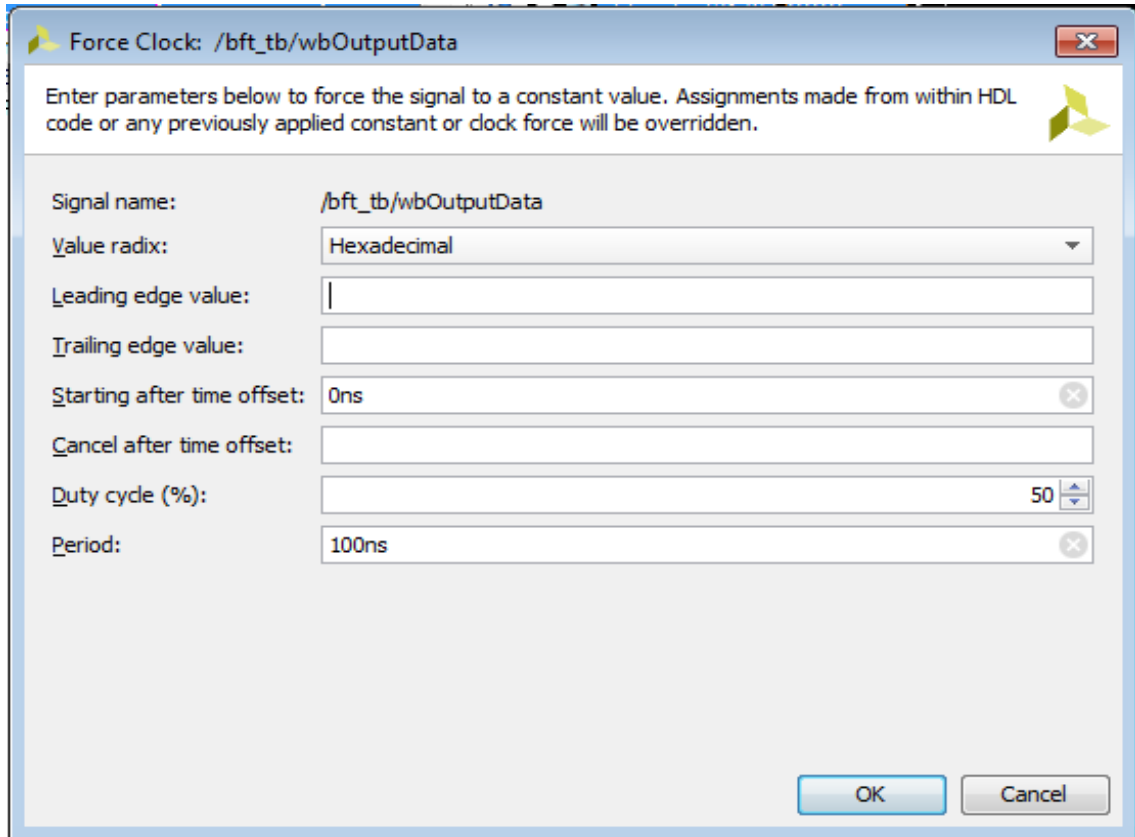 Force Clock: /bft_tb/wbOutputData
Enter parameters below to force the signal to a constant value. Assignments made from within HDL
code or any previously applied constant or clock force will be overridden.
Signal name: /bft_tb/wbOutputData
Value radix: Hexadecimal
Leading edge value:
Trailing edge value:
Starting after time offset: 0ns
Cancel after time offset:
Duty cycle (%): 50
Period: 100ns
OK Cancel